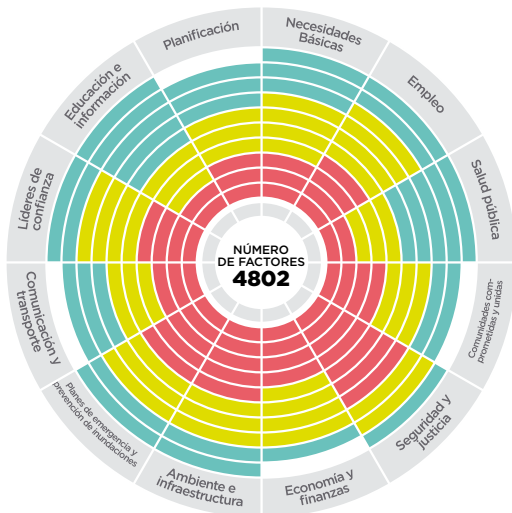 Planificación
Necesidades
Básicas
Empleo
Salud pública
Comunidades com-
prometidas y unidas
Seguridad y
justicia
Economía y
finanzas
Ambiente e
infraestructura
Planes de emergencia y
prevención de inundaciones
Comunicación y
transporte
Líderes de
confianza
Educación e
información
NÚMERO
DE FACTORES
4802